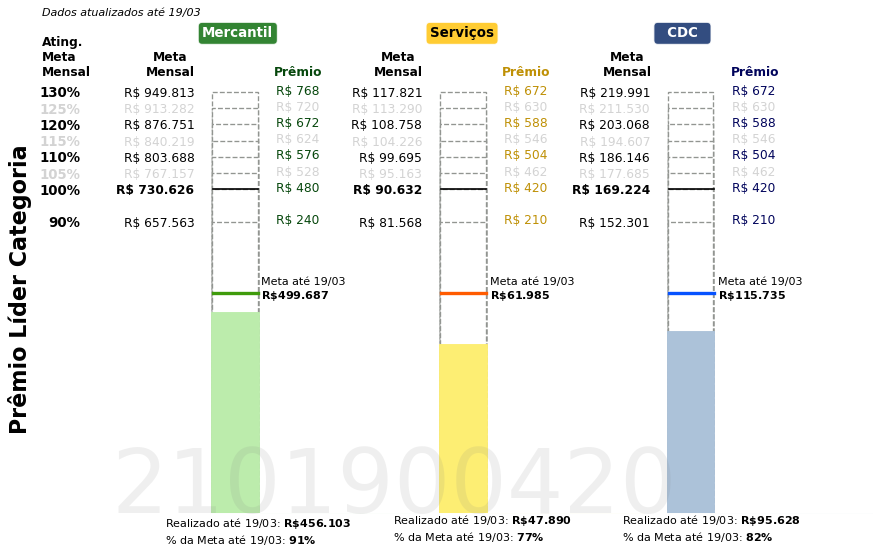 Dados atualizados até 19/03
Mercantil Serviços CDC
Ating. Meta Mensal Meta Mensal Prêmio Meta Mensal Prêmio Meta Mensal Prêmio
130% R$ 949.813 R$ 768 R$ 117.821 R$ 672 R$ 219.991 R$ 672
125% R$ 913.282 R$ 720 R$ 113.290 R$ 630 R$ 211.530 R$ 630
120% R$ 876.751 R$ 672 R$ 108.758 R$ 588 R$ 203.068 R$ 588
115% R$ 840.219 R$ 624 R$ 104.226 R$ 546 R$ 194.607 R$ 546
110% R$ 803.688 R$ 576 R$ 99.695 R$ 504 R$ 186.146 R$ 504
105% R$ 767.157 R$ 528 R$ 95.163 R$ 462 R$ 177.685 R$ 462
100% R$ 730.626 R$ 480 R$ 90.632 R$ 420 R$ 169.224 R$ 420
90% R$ 657.563 R$ 240 R$ 81.568 R$ 210 R$ 152.301 R$ 210
Prêmio Líder Categoria
Meta até 19/03 Meta até 19/03 Meta até 19/03
R$499.687 R$61.985 R$115.735
2101900420
Realizado até 19/03: R$456.103 Realizado até 19/03: R$47.890 Realizado até 19/03: R$95.628
% da Meta até 19/03: 91% % da Meta até 19/03: 77% % da Meta até 19/03: 82%